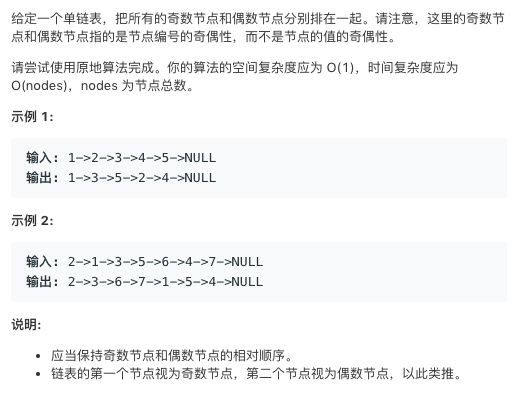 给定一个单链表，把所有的奇数节点和偶数节点分别排在一起。请注意，这里的奇数节
点和偶数节点指的是节点编号的奇偶性，而不是节点的值的奇偶性。
请尝试使用原地算法完成。你的算法的空间复杂度应为 O(1)，时间复杂度应为
O(nodes)，nodes 为节点总数。
示例 1:
输入: 1->2->3->4->5->NULL
输出: 1->3->5->2->4->NULL
示例 2:
输入: 2->1->3->5->6->4->7->NULL
输出: 2->3->6->7->1->5->4->NULL
说明:
• 应当保持奇数节点和偶数节点的相对顺序。
• 链表的第一个节点视为奇数节点，第二个节点视为偶数节点，以此类推。